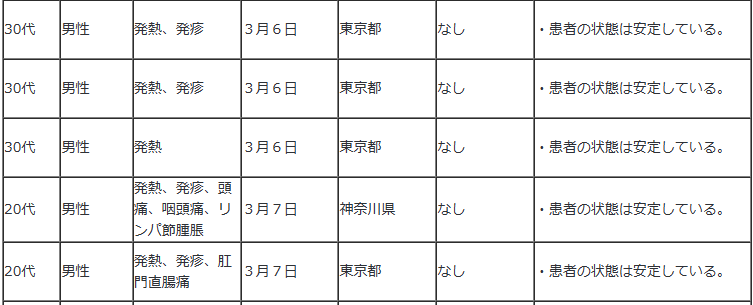 30代 男性 発熱、発疹 ３月６日 東京都 なし ・患者の状態は安定している。
30代 男性 発熱、発疹 ３月６日 東京都 なし ・患者の状態は安定している。
30代 男性 発熱 ３月６日 東京都 なし ・患者の状態は安定している。
20代 男性 発熱、発疹、頭
痛、咽頭痛、リ
ンパ節腫脹 ３月７日 神奈川県 なし ・患者の状態は安定している。
20代 男性 発熱、発疹、肛
門直腸痛 ３月７日 東京都 なし ・患者の状態は安定している。